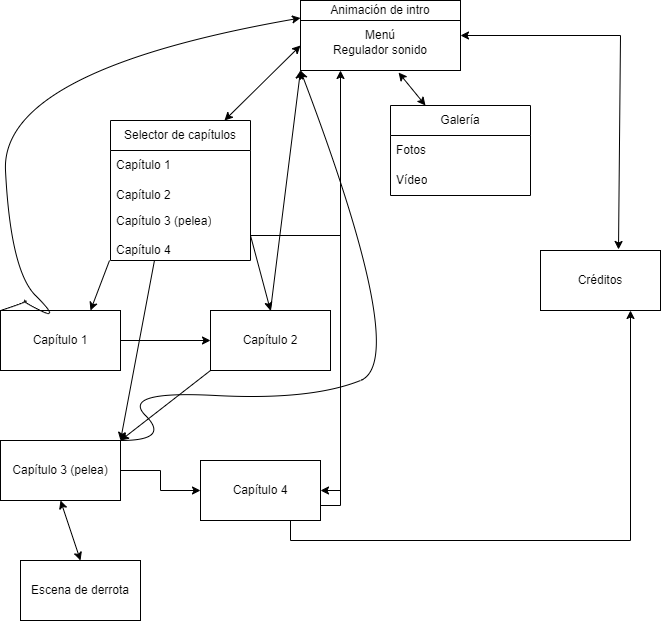 Animación de intro
Menú
Regulador sonido
Selector de capítulos
Capítulo 1
Capítulo 2
Capítulo 3 (pelea)
Capítulo 4
Galería
Fotos
Vídeo
Créditos
Capítulo 1
Capítulo 2
Capítulo 3 (pelea)
Capítulo 4
Escena de derrota